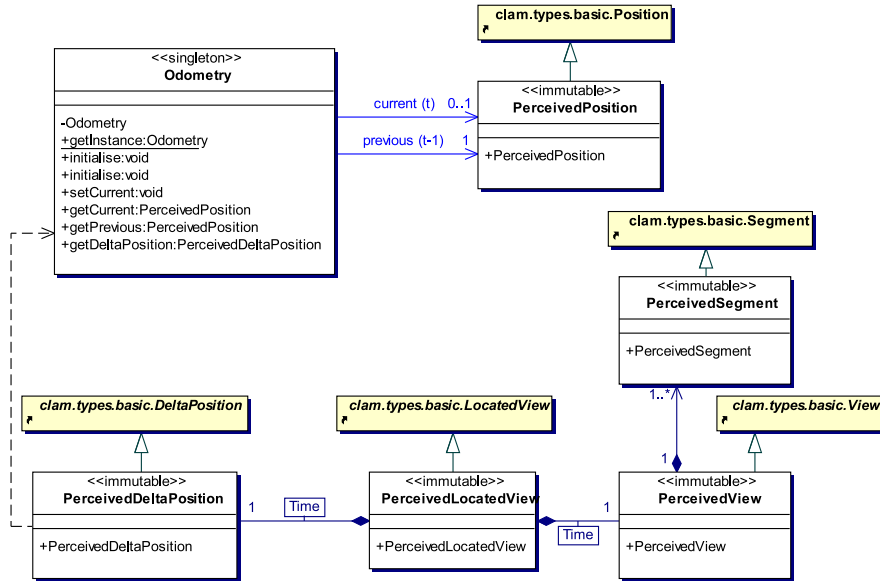 clam.types.basic.Position
<<singleton>>
Odometry
-Odometry
+getInstance:Odometry
+initialise:void
+initialise:void
+setCurrent:void
+getCurrent:PerceivedPosition
+getPrevious:PerceivedPosition
+getDeltaPosition:PerceivedDeltaPosition
current (t) 0..1
previous (t-1) 1
<<immutable>>
PerceivedPosition
+PerceivedPosition
clam.types.basic.Segment
<<immutable>>
PerceivedSegment
+PerceivedSegment
1..*
1
clam.types.basic.DeltaPosition
clam.types.basic.LocatedView
clam.types.basic.View
<<immutable>>
PerceivedDeltaPosition
+PerceivedDeltaPosition
1
Time
<<immutable>>
PerceivedLocatedView
+PerceivedLocatedView
Time
1
<<immutable>>
PerceivedView
+PerceivedView